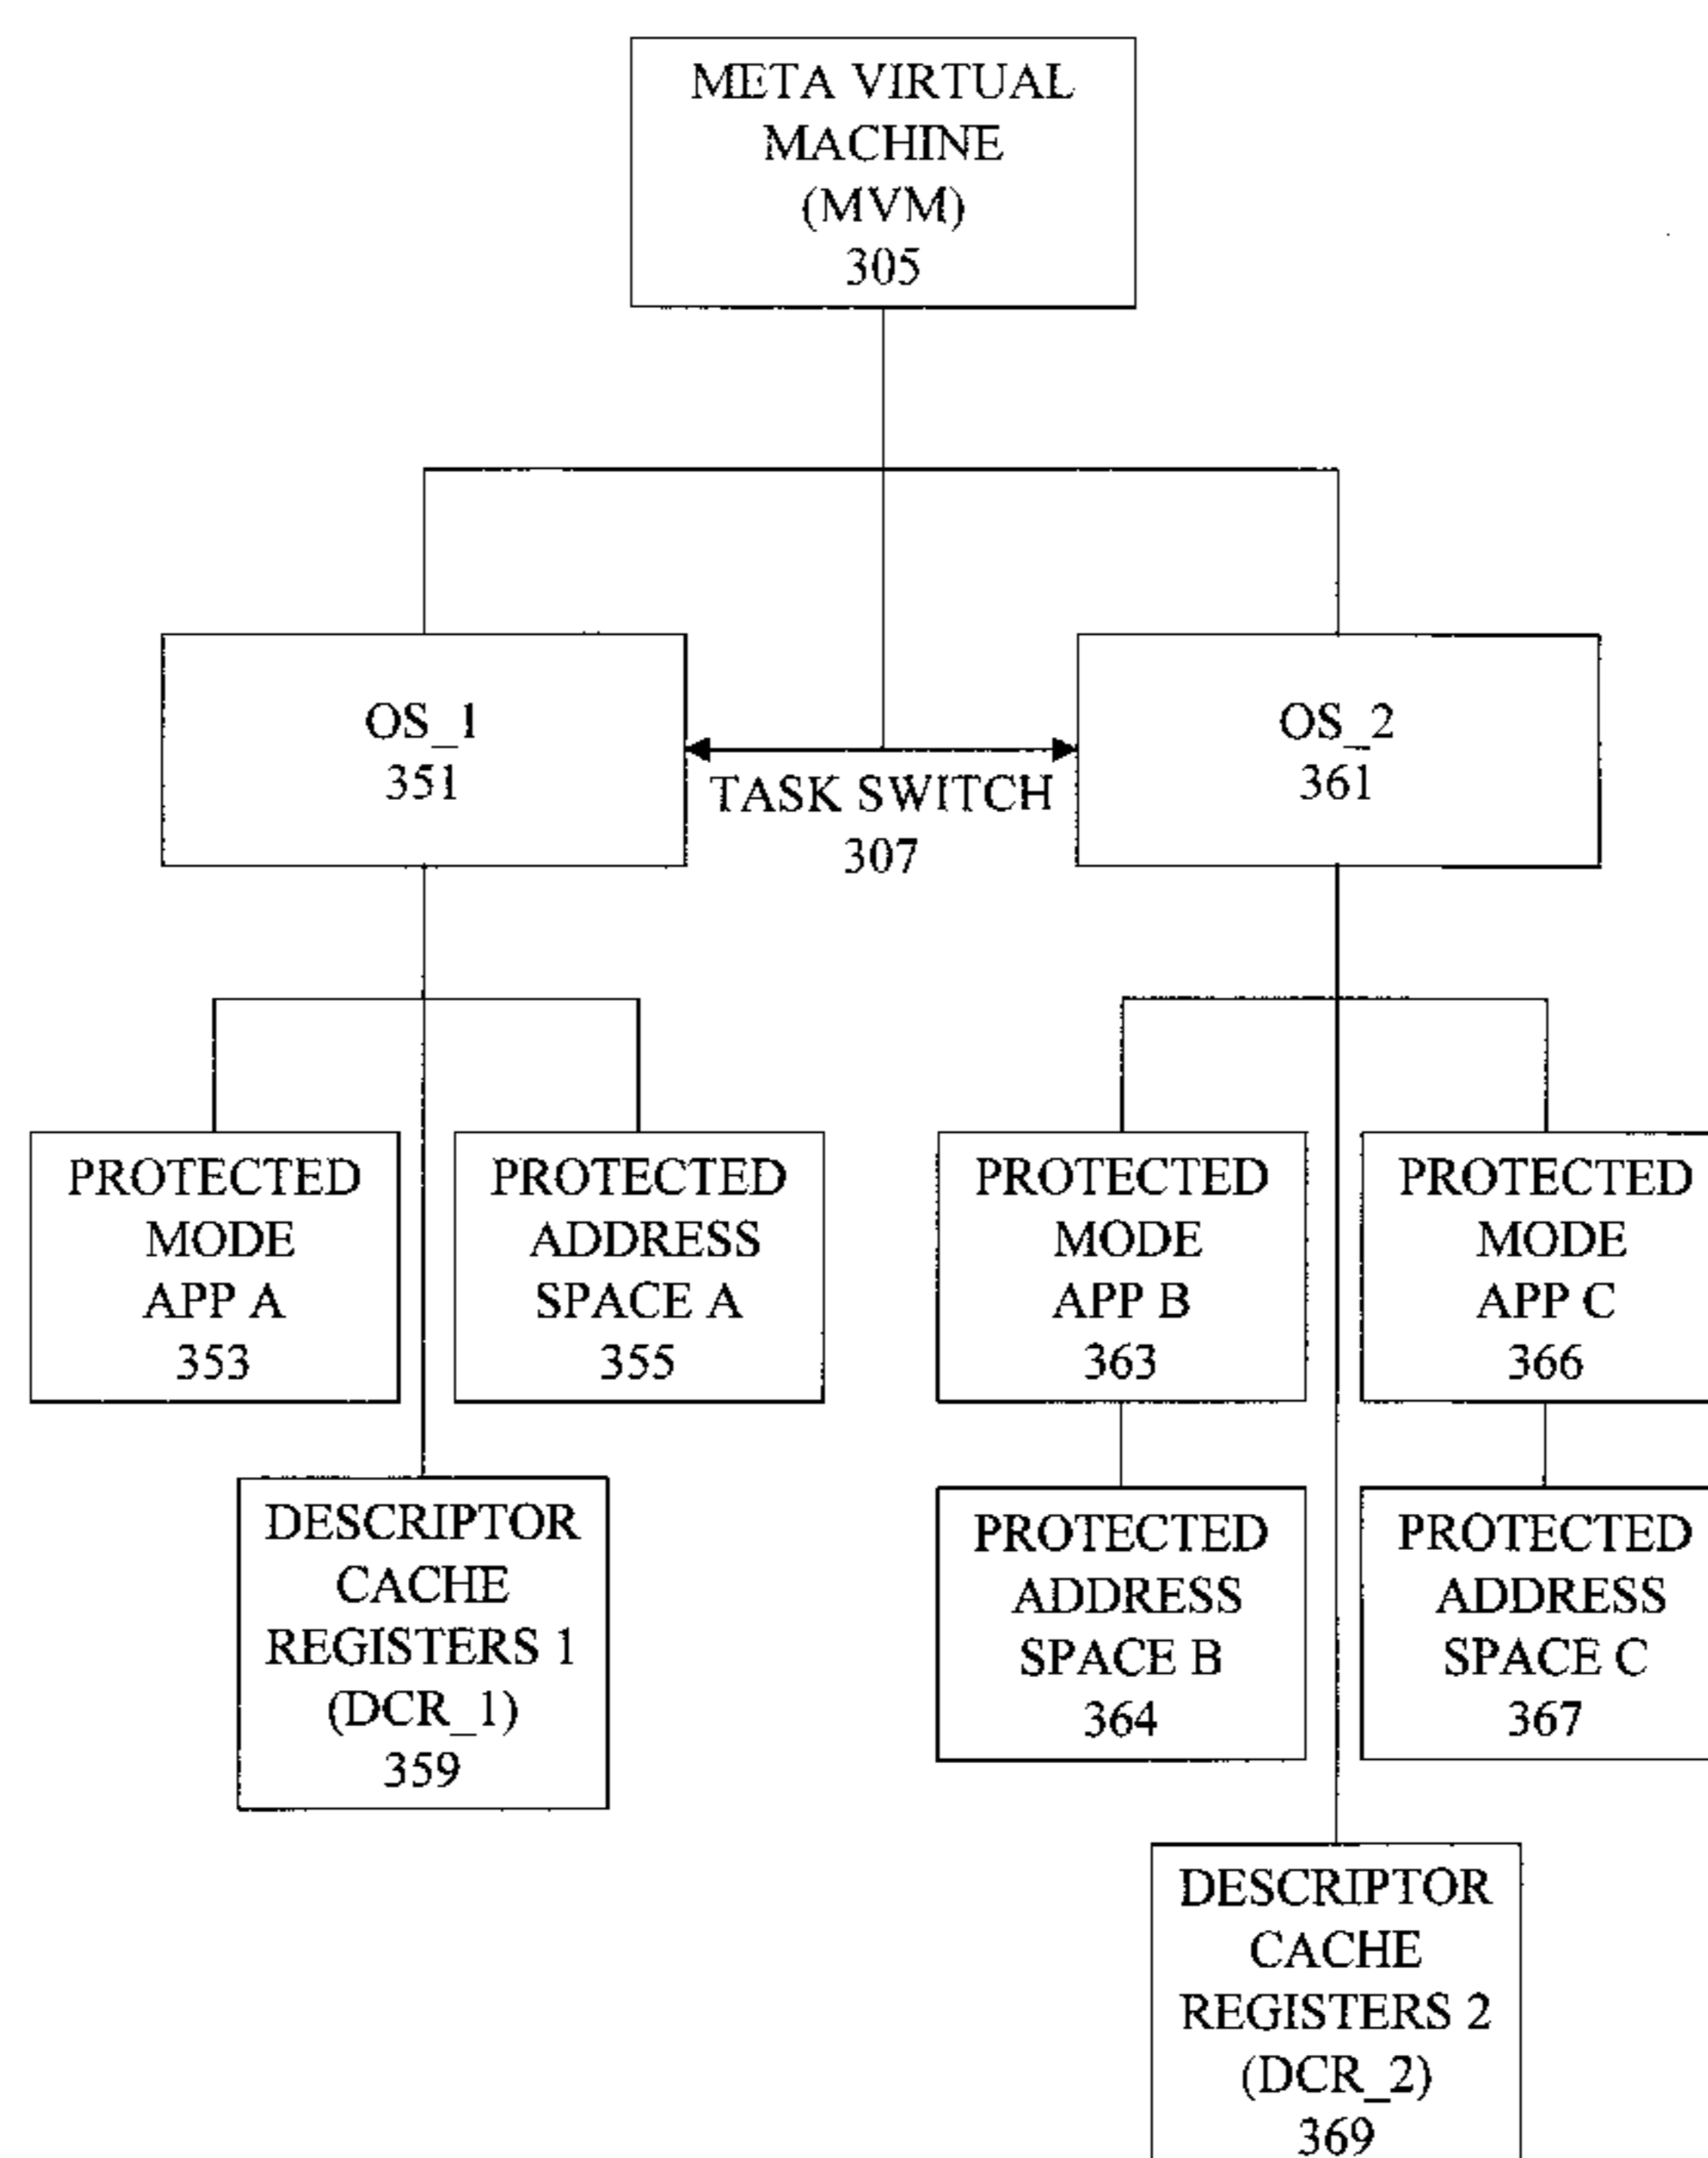 META VIRTUAL
MACHINE
(MVM)
305
OS_1
351
TASK SWITCH
307
OS_2
361
PROTECTED
MODE
APP A
353
PROTECTED
ADDRESS
SPACE A
355
PROTECTED
MODE
APP B
363
PROTECTED
MODE
APP C
366
DESCRIPTOR
CACHE
REGISTERS 1
(DCR_1)
359
PROTECTED
ADDRESS
SPACE B
364
PROTECTED
ADDRESS
SPACE C
367
DESCRIPTOR
CACHE
REGISTERS 2
(DCR_2)
369